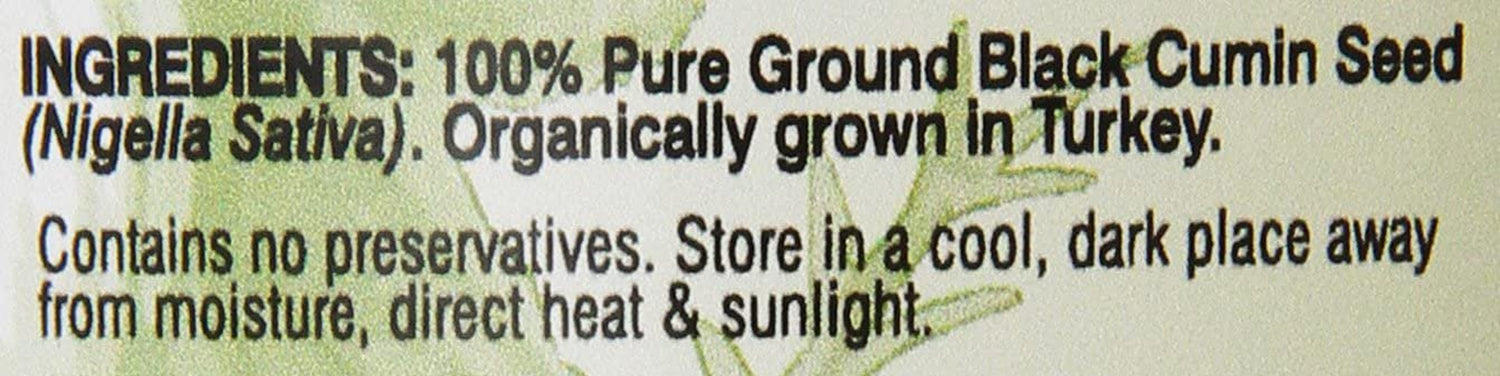 INGREDIENTS: 100% Pure Ground Black Cumin Seed
(Nigella Sativa). Organically grown in Turkey.
Contains no preservatives. Store in a cool, dark place away
from moisture, direct heat & sunlight.